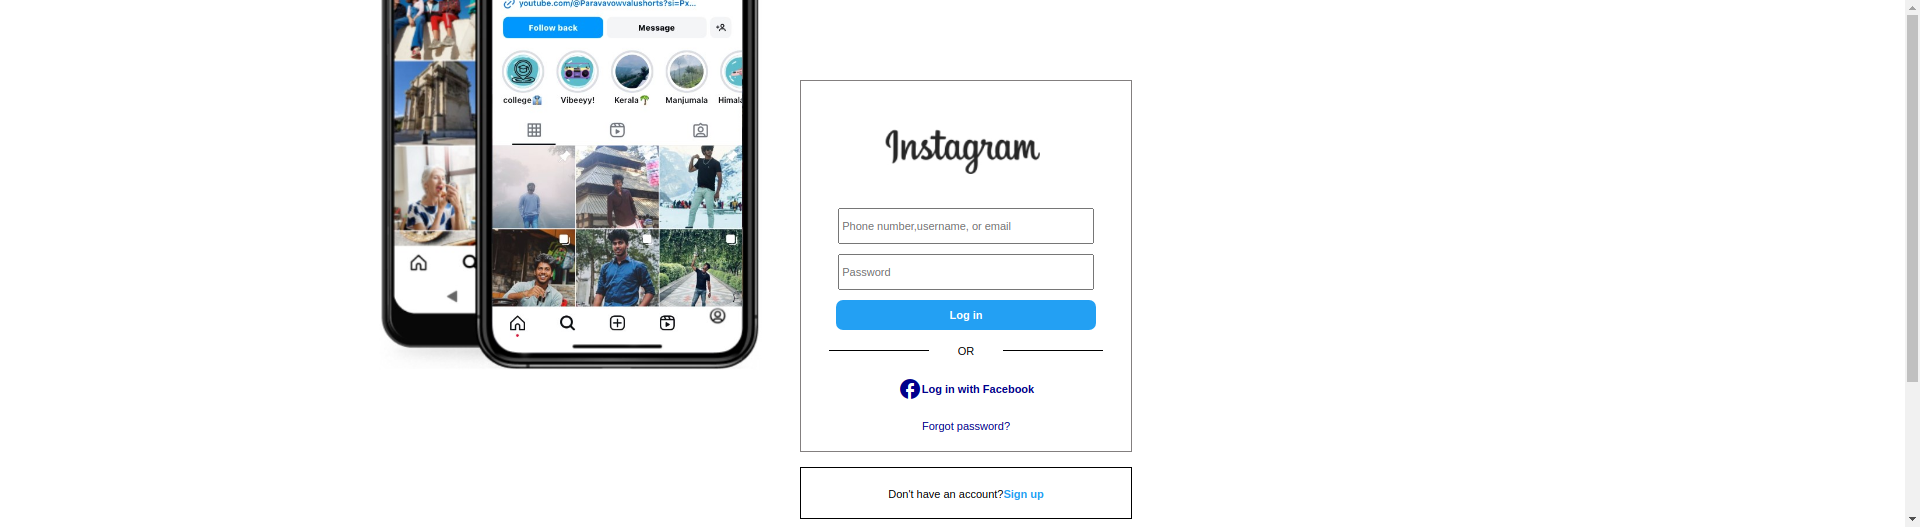 youtube.com/@Paravavowvalushorts?si=Px...
Follow back
Message
college
Vibeeyy!
Kerala🌴
Manjumala
Himala
Instagram
Phone number,username, or email
Password
Log in
OR
Log in with Facebook
Forgot password?
Don't have an account?Sign up